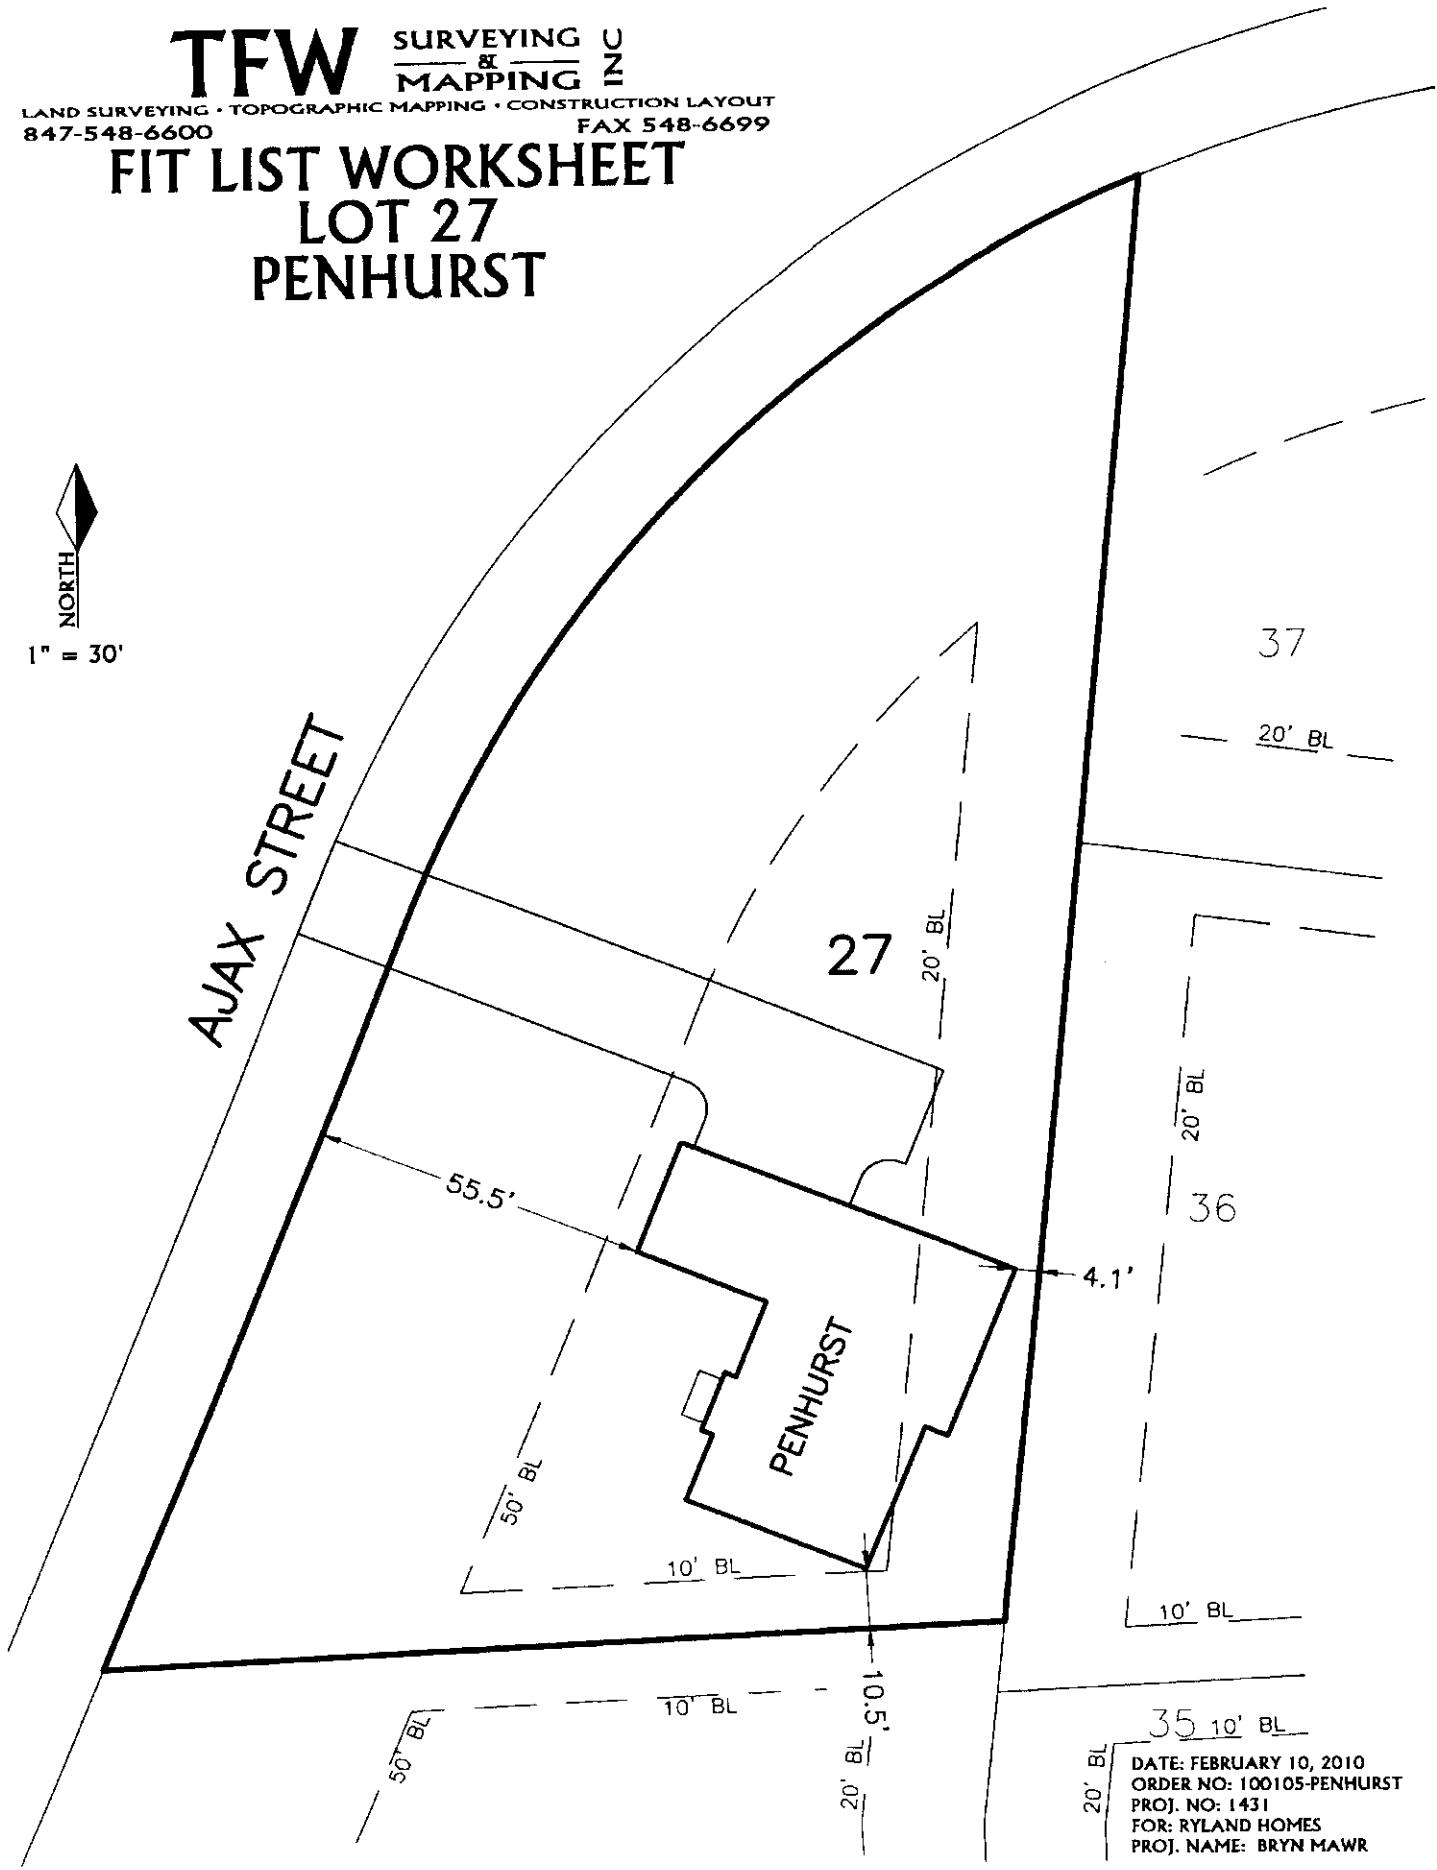 TFW SURVEYING & MAPPING INC
LAND SURVEYING • TOPOGRAPHIC MAPPING • CONSTRUCTION LAYOUT
847-548-6600 FAX 548-6699
FIT LIST WORKSHEET
LOT 27
PENHURST
NORTH
1" = 30'
AJAX STREET
37
20' BL
27
20' BL
20' BL
36
55.5'
4.1'
PENHURST
50' BL
10' BL
10' BL
10' BL
10.5'
50' BL
20' BL
35
10' BL
20' BL
DATE: FEBRUARY 10, 2010
ORDER NO: 100105-PENHURST
PROJ. NO: 1431
FOR: RYLAND HOMES
PROJ. NAME: BRYN MAWR